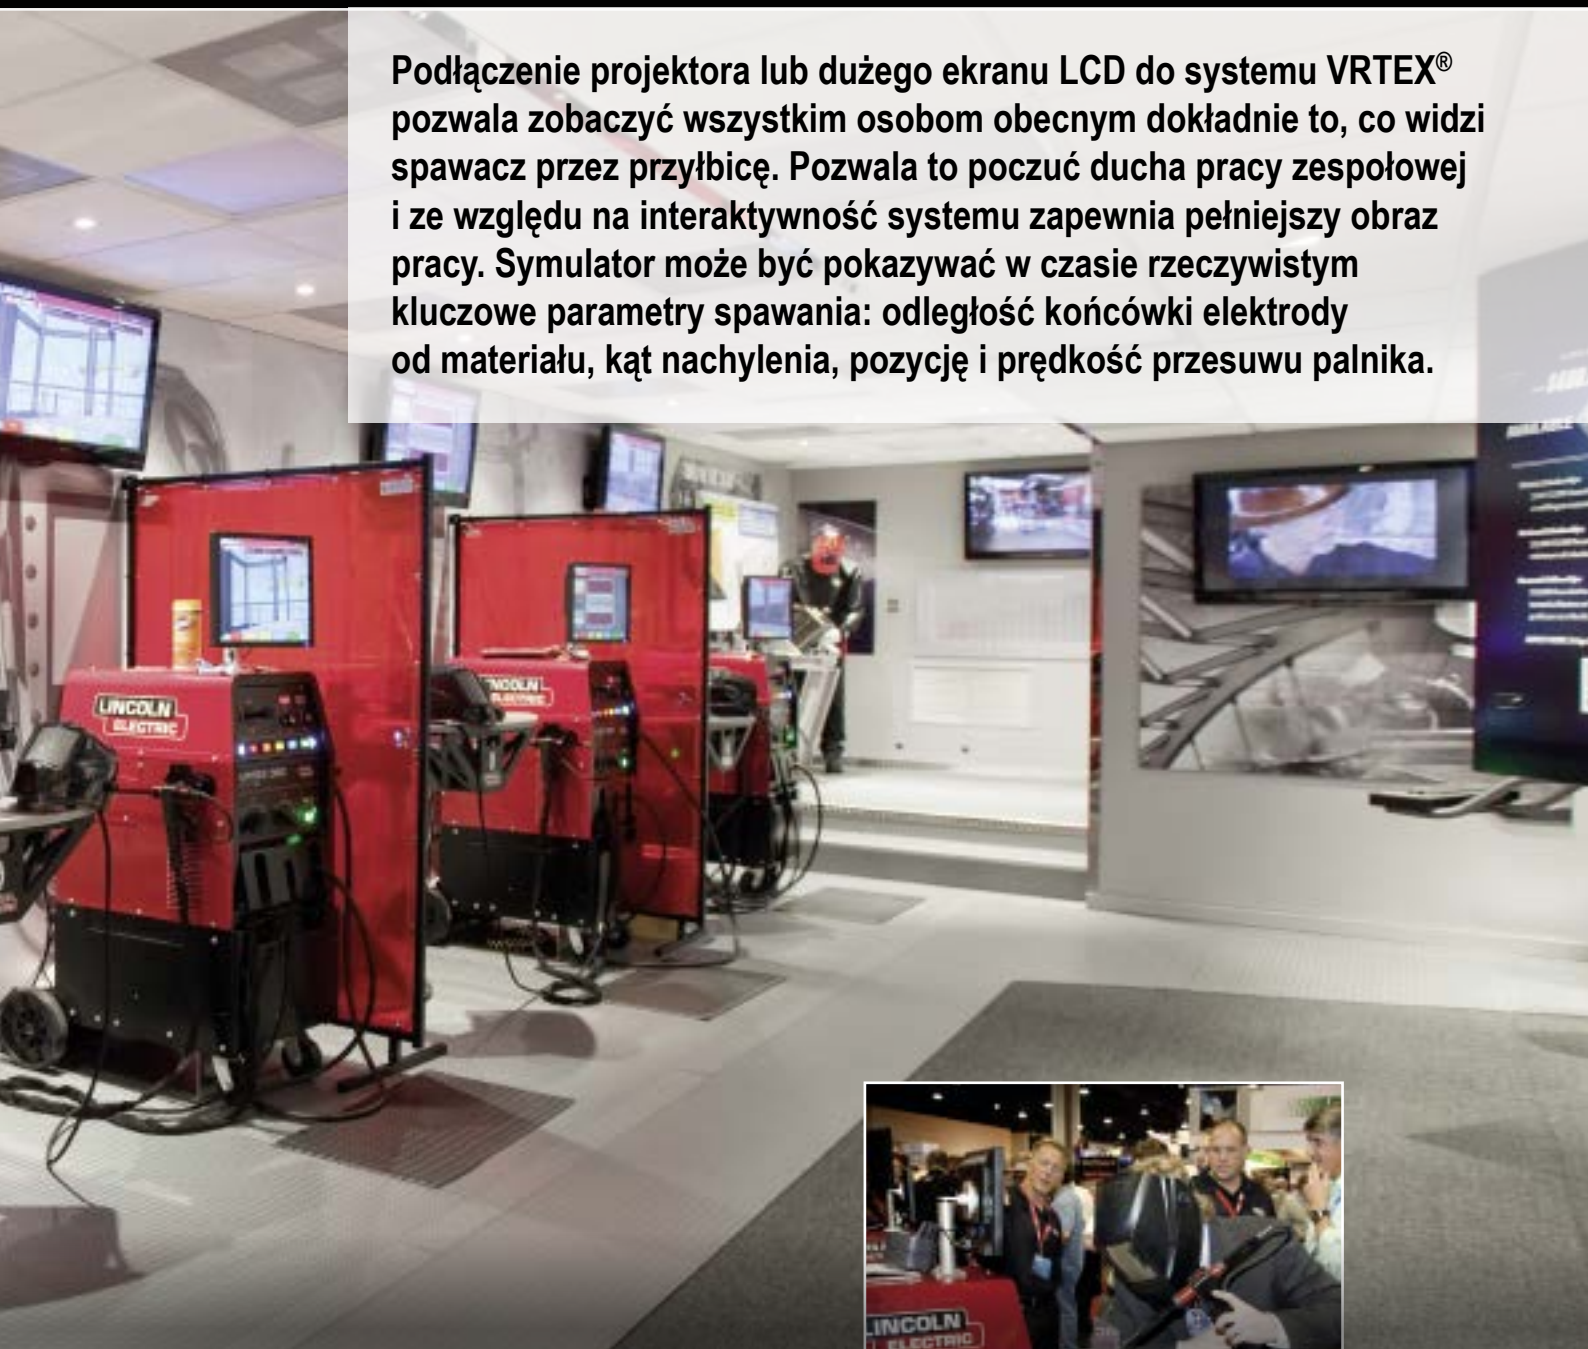 Podłączenie projektora lub dużego ekranu LCD do systemu VRTEX®
pozwala zobaczyć wszystkim osobom obecnym dokładnie to, co widzi
spawacz przez przyłbicę. Pozwala to poczuć ducha pracy zespołowej
i ze względu na interaktywność systemu zapewnia pełniejszy obraz
pracy. Symulator może być pokazywać w czasie rzeczywistym
kluczowe parametry spawania: odległość końcówki elektrody
od materiału, kąt nachylenia, pozycję i prędkość przesuwu palnika.
AVAILABLE
LINCOLN
ELECTRIC
LINCOLN
ELECTRIC
LINCOLN
ELECTRIC